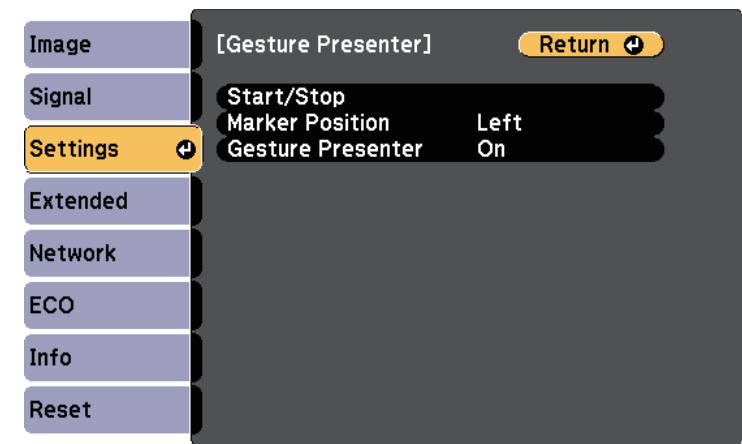 Image
Signal
Settings
Extended
Network
ECO
Info
Reset
[Gesture Presenter] Return
Start/Stop
Marker Position Left
Gesture Presenter On